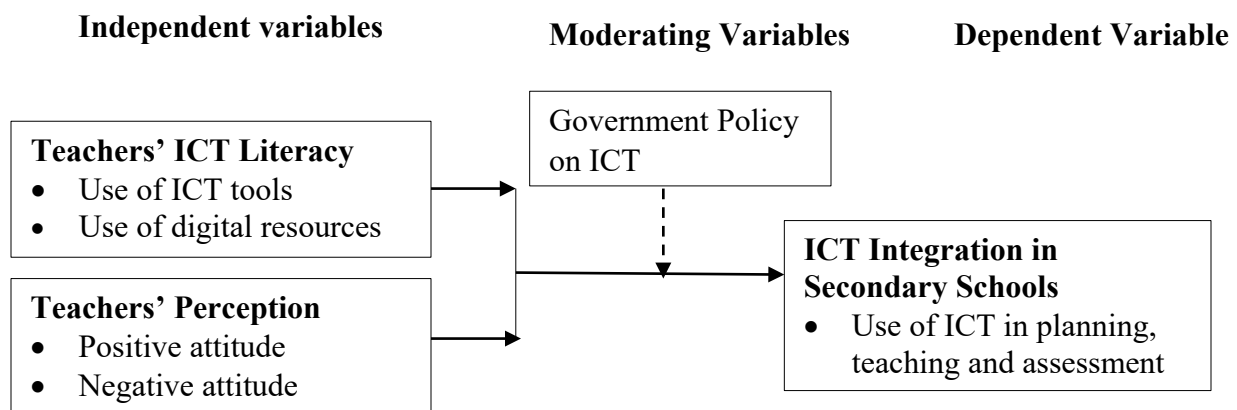 Independent variables
Moderating Variables
Dependent Variable
Government Policy
on ICT
Teachers’ ICT Literacy
• Use of ICT tools
• Use of digital resources
ICT Integration in
Secondary Schools
• Use of ICT in planning,
teaching and assessment
Teachers’ Perception
• Positive attitude
• Negative attitude